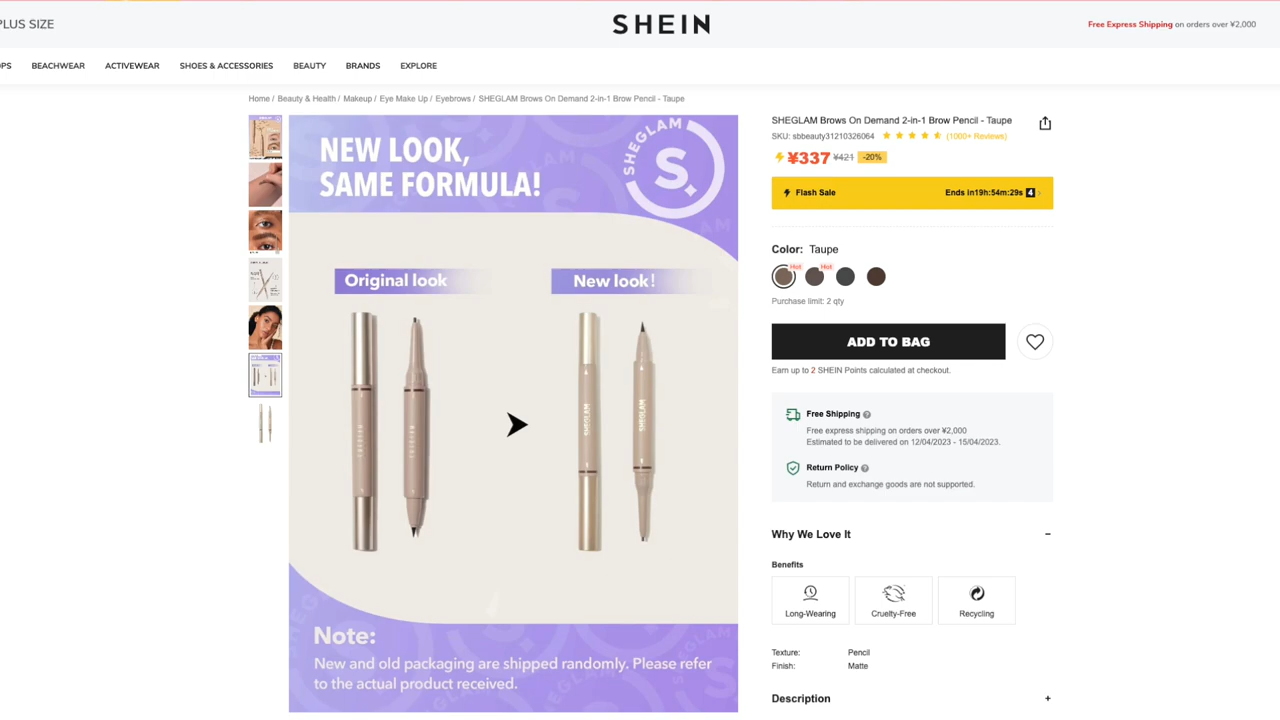 PLUS SIZE
SHEIN
Free Express Shipping on orders over ¥2,000
BEACHWEAR
ACTIVEWEAR
SHOES & ACCESSORIES
BEAUTY
BRANDS
EXPLORE
Home / Beauty & Health / Makeup / Eye Make Up / Eyebrows / SHEGLAM Brows On Demand 2-in-1 Brow Pencil - Taupe
NEW LOOK,
SAME FORMULA!
SHEGLAM
S.
Original look
New look!
SHEGLAM
SHEGLAM
Note:
New and old packaging are shipped randomly. Please refer
to the actual product received.
SHEGLAM Brows On Demand 2-in-1 Brow Pencil - Taupe
SKU: sbbeauty31210326064
(1000+ Reviews)
¥337 ¥421 -20%
Flash Sale
Ends in19h:54m:29s 4
Color: Taupe
Hot
Hot
Purchase limit: 2 qty
ADD TO BAG
Earn up to 2 SHEIN Points calculated at checkout.
Free Shipping ?
Free express shipping on orders over ¥2,000
Estimated to be delivered on 12/04/2023 - 15/04/2023.
Return Policy ?
Return and exchange goods are not supported.
Why We Love It
Benefits
Long-Wearing
Cruelty-Free
Recycling
Texture: Pencil
Finish: Matte
Description